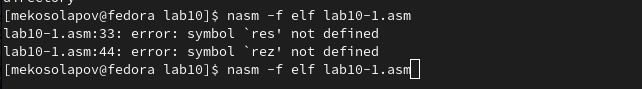 directory
[mekosolapov@fedora lab10]$ nasm -f elf lab10-1.asm
lab10-1.asm:33: error: symbol `res' not defined
lab10-1.asm:44: error: symbol `rez' not defined
[mekosolapov@fedora lab10]$ nasm -f elf lab10-1.asm